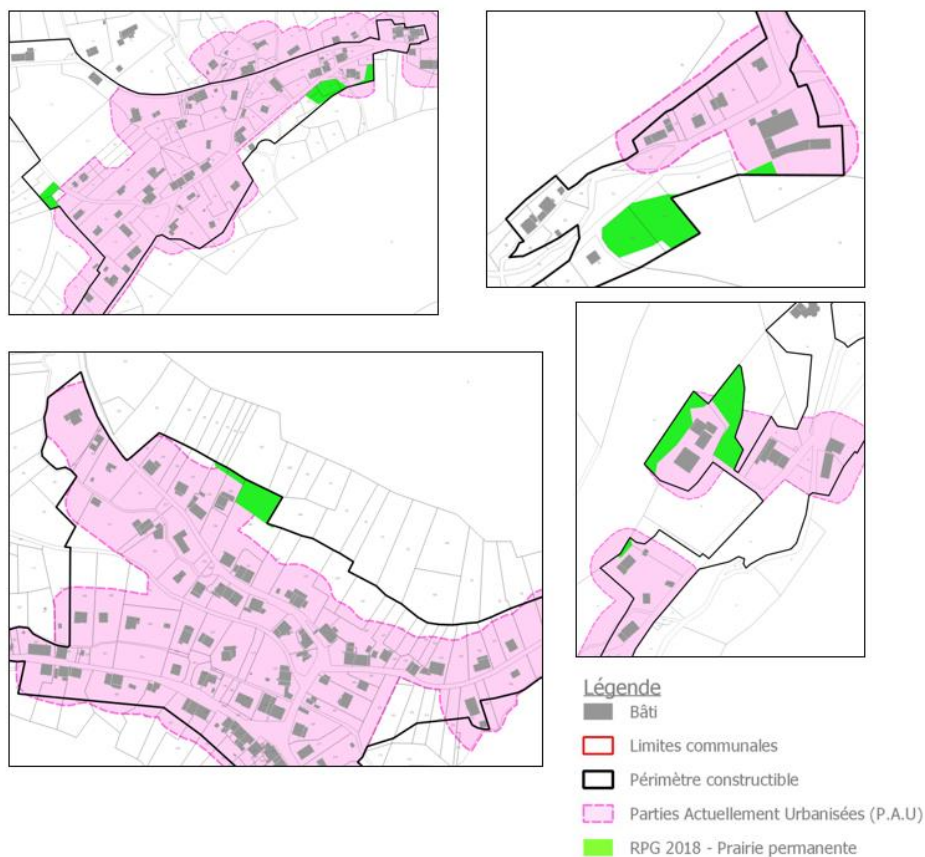 Légende
Bâti
Limites communales
Périmètre constructible
Parties Actuellement Urbanisées (P.A.U)
RPG 2018 - Prairie permanente